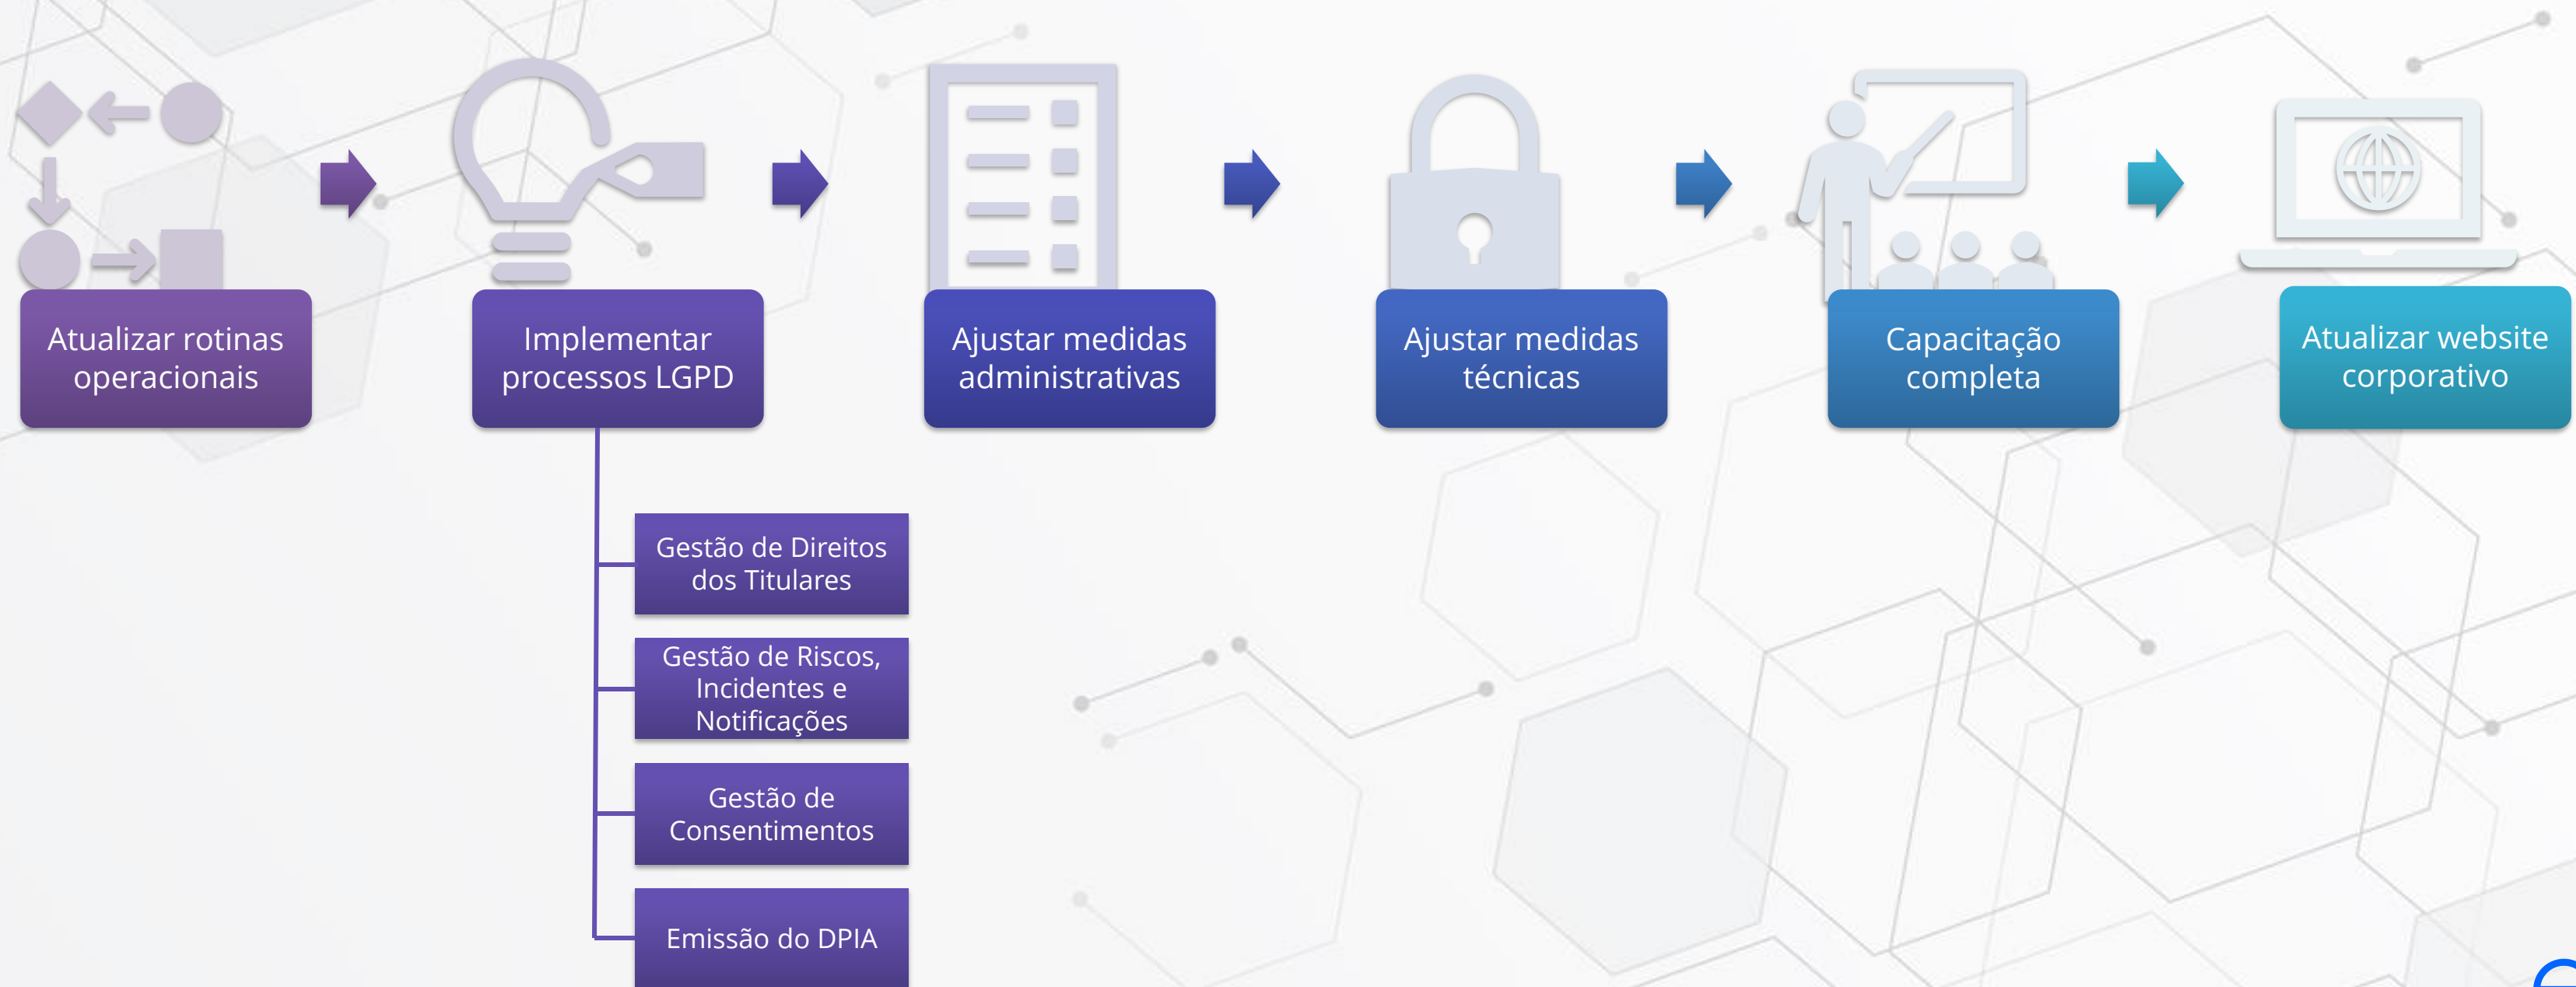 Atualizar rotinas
operacionais
Implementar
processos LGPD
Ajustar medidas
administrativas
Ajustar medidas
técnicas
Capacitação
completa
Atualizar website
corporativo
Gestão de Direitos
dos Titulares
Gestão de Riscos,
Incidentes e
Notificações
Gestão de
Consentimentos
Emissão do DPIA